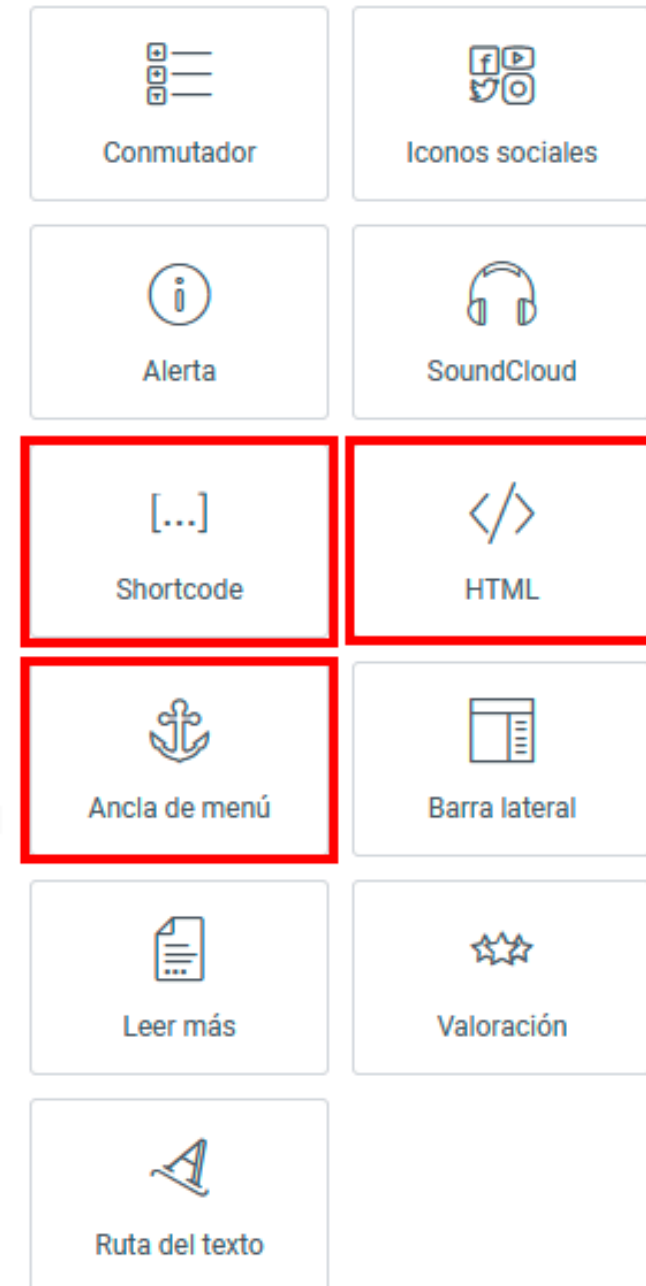 Conmutador
Iconos sociales
Alerta
SoundCloud
[...]
</>
Shortcode
HTML
Ancla de menú
Barra lateral
Leer más
Valoración
Ruta del texto